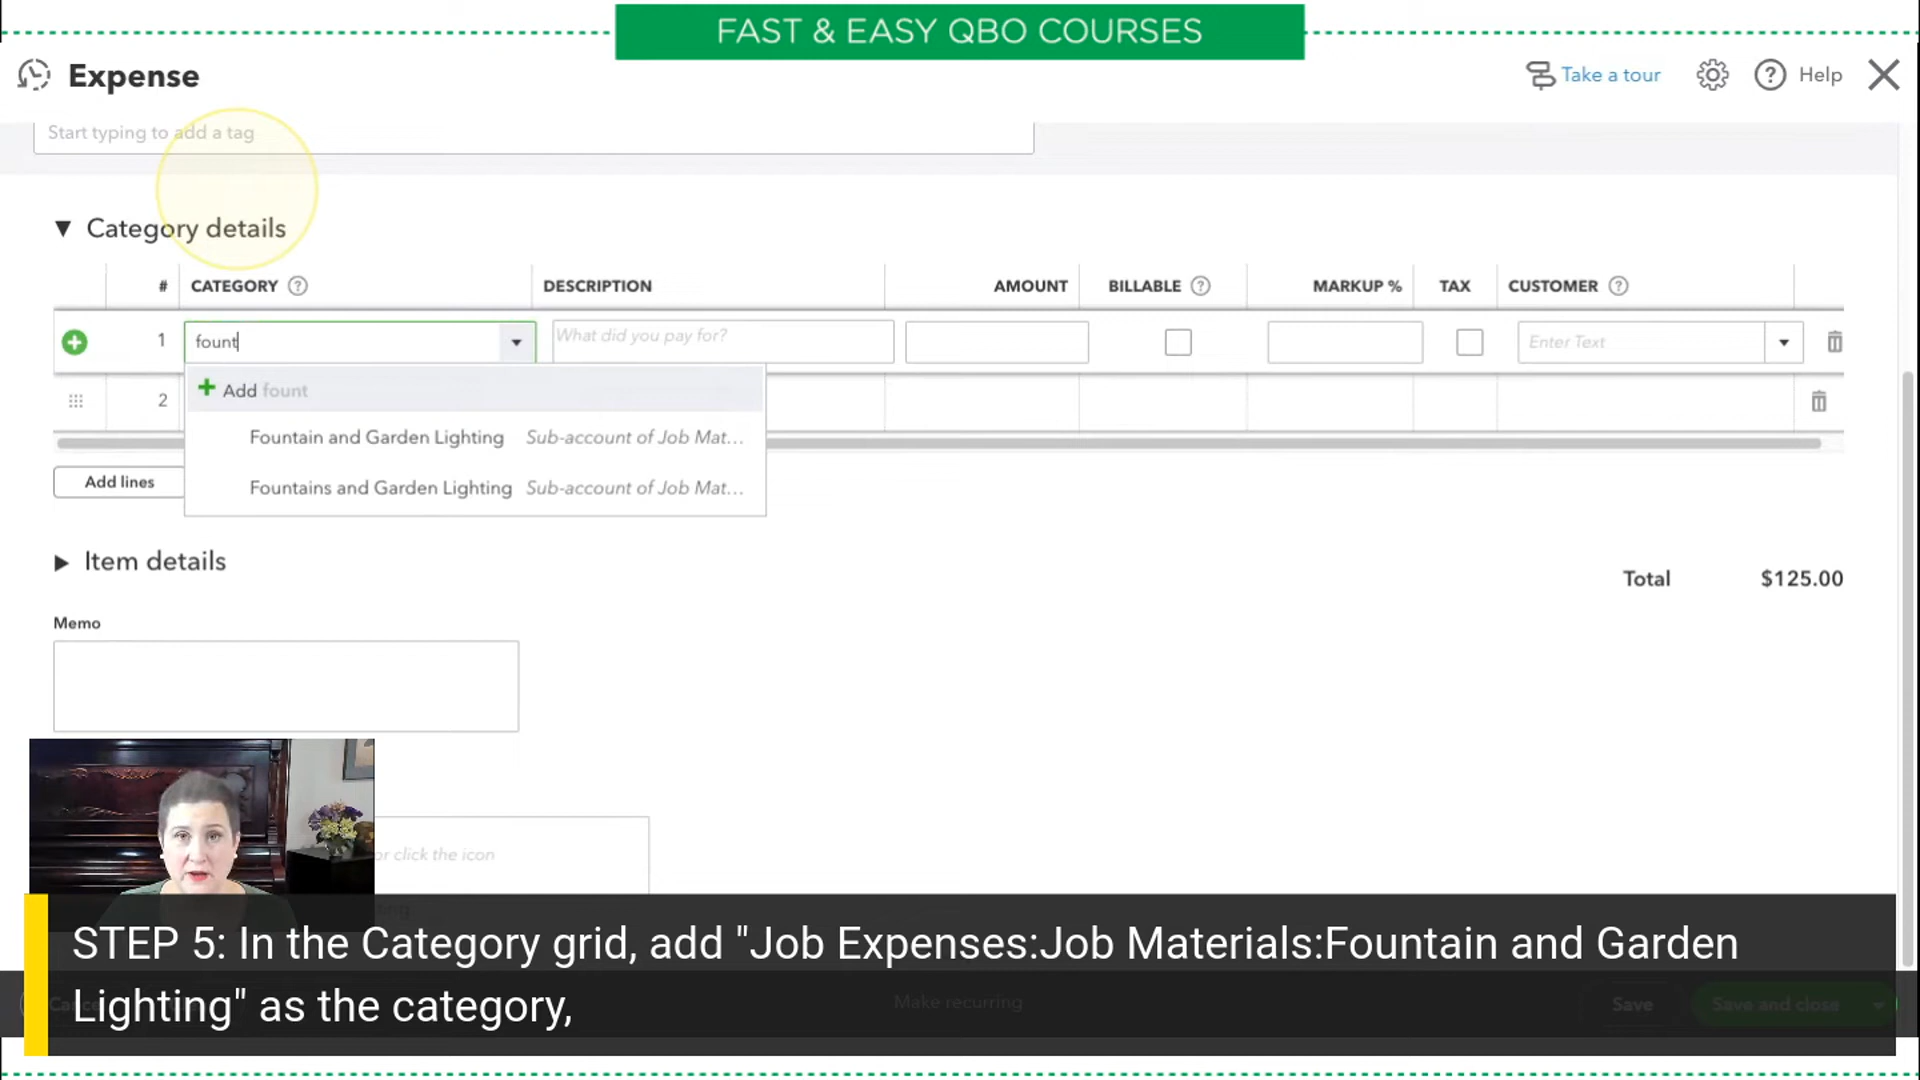 FAST & EASY QBO COURSES
Expense
Take a tour
Help
Start typing to add a tag
Category details
# CATEGORY DESCRIPTION AMOUNT BILLABLE MARKUP % TAX CUSTOMER
1 fount What did you pay for? Enter Text
Add fount
2
Fountain and Garden Lighting Sub-account of Job Mat...
Add lines
Fountains and Garden Lighting Sub-account of Job Mat...
Item details
Total $125.00
Memo
or click the icon
STEP 5: In the Category grid, add "Job Expenses:Job Materials:Fountain and Garden
Lighting" as the category,
Make recurring
Save
Save and close